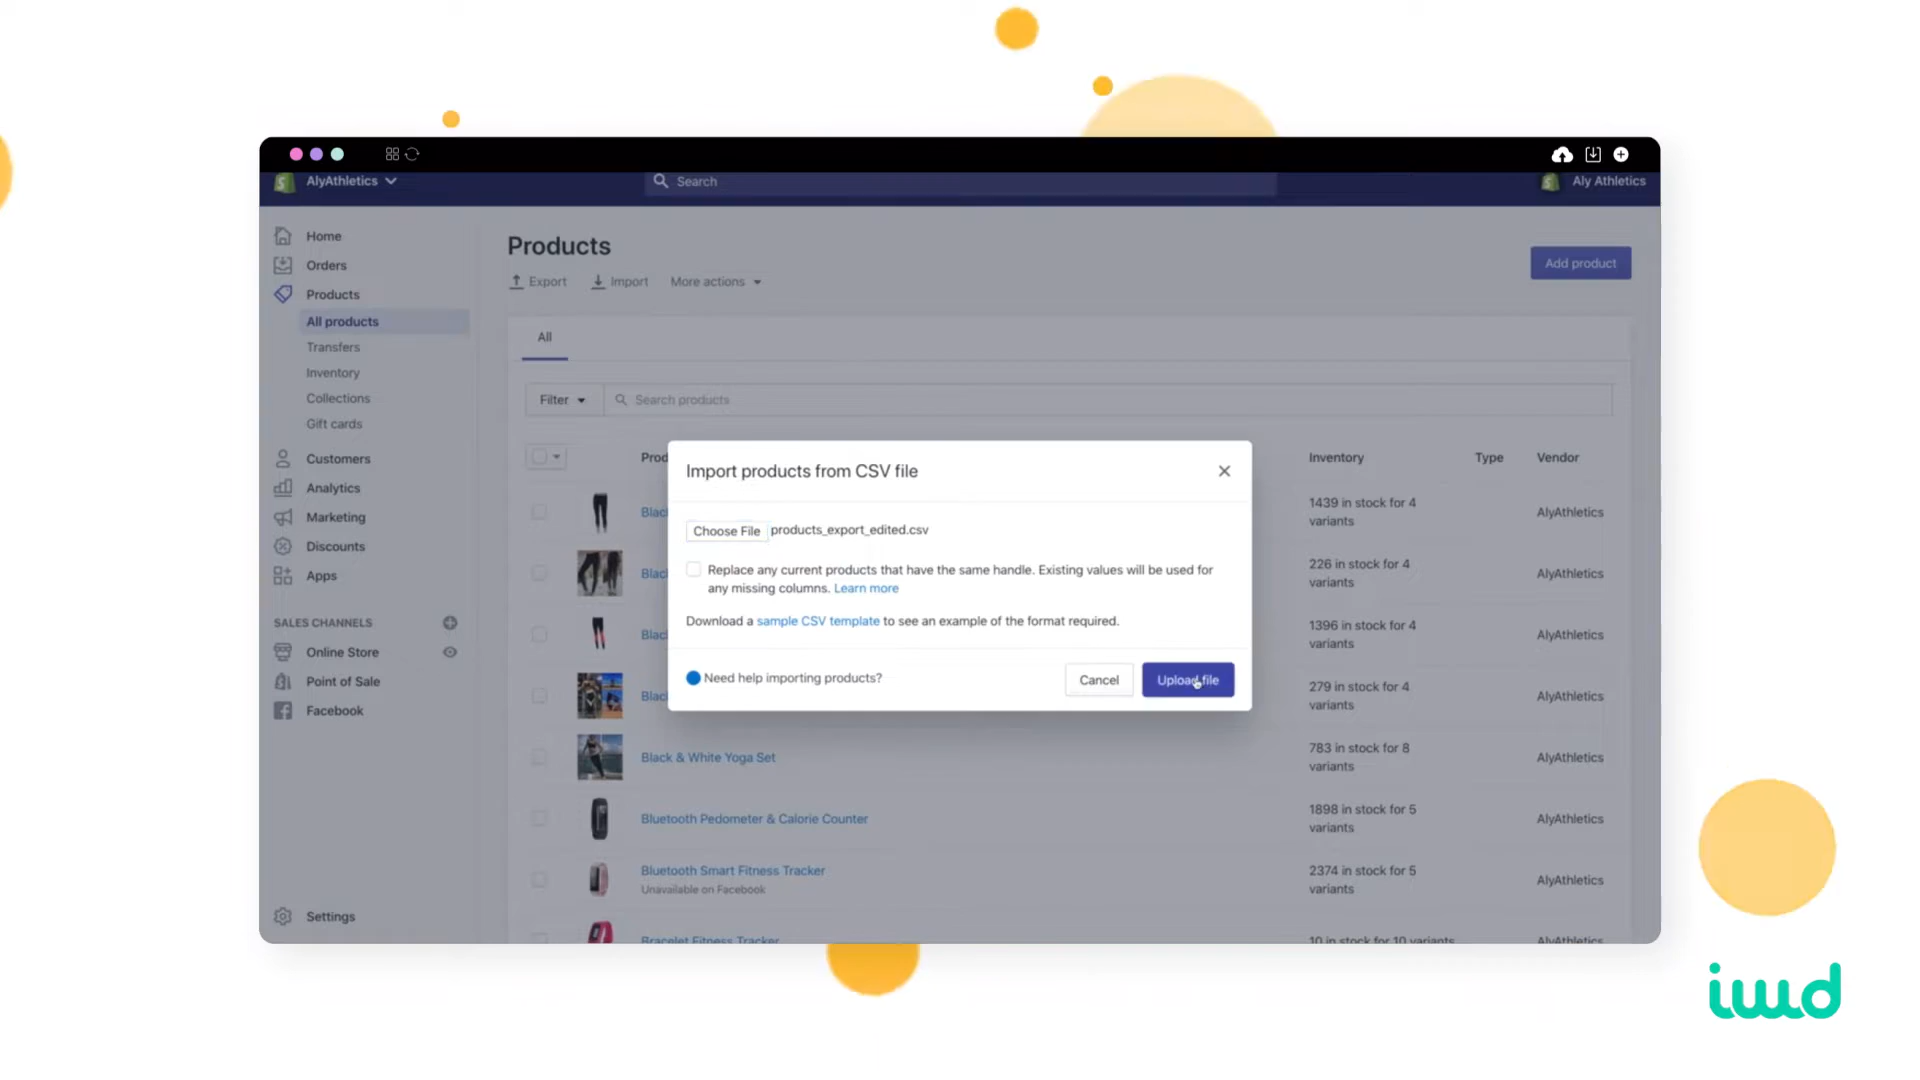 AlyAthletics
Search
Aly Athletics
Home
Orders
Products
All products
Transfers
Inventory
Collections
Gift cards
Customers
Analytics
Marketing
Discounts
Apps
SALES CHANNELS
Online Store
Point of Sale
Facebook
Settings
Products
Export
Import
More actions
Add product
All
Filter
Search products
Prod
Inventory
Type
Vendor
Blac
1439 in stock for 4
variants
AlyAthletics
Blac
226 in stock for 4
variants
AlyAthletics
Blac
1396 in stock for 4
variants
AlyAthletics
Blac
279 in stock for 4
variants
AlyAthletics
Black & White Yoga Set
783 in stock for 8
variants
AlyAthletics
Bluetooth Pedometer & Calorie Counter
1898 in stock for 5
variants
AlyAthletics
Bluetooth Smart Fitness Tracker
Unavailable on Facebook
2374 in stock for 5
variants
AlyAthletics
Bracelet Fitness Tracker
10 in stock for 10 variants
AlyAthletics
Import products from CSV file
Choose File products_export_edited.csv
Replace any current products that have the same handle. Existing values will be used for
any missing columns. Learn more
Download a sample CSV template to see an example of the format required.
Need help importing products?
Cancel
Upload file
iwd